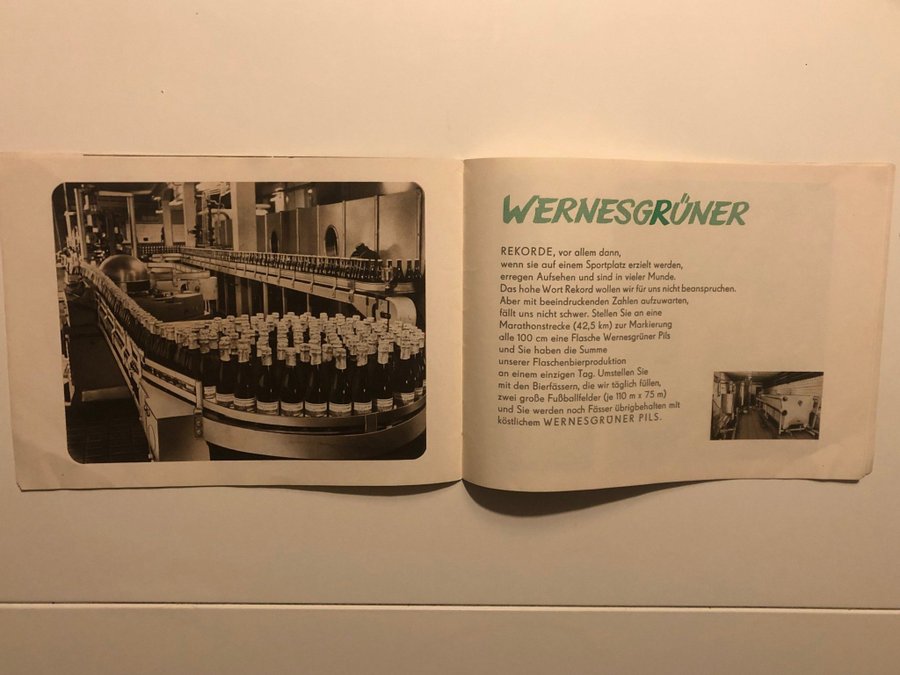 WERNESGRÜNER
REKORDE, vor allem dann,
wenn sie auf einem Sportplatz erzielt werden,
erregen Aufsehen und sind in vieler Munde.
Das hohe Wort Rekord wollen wir für uns nicht beanspruchen.
Aber mit beeindruckenden Zahlen aufzuwarten,
fällt uns nicht schwer. Stellen Sie an eine
Marathonstrecke (42,5 km) zur Markierung
alle 100 cm eine Flasche Wernesgrüner Pils
und Sie haben die Summe
unserer Flaschenbierproduktion
an einem einzigen Tag. Umstellen Sie
mit den Bierfässern, die wir täglich füllen,
zwei große Fußballfelder (je 110 m x 75 m)
und Sie werden noch Fässer übrigbehalten mit
köstlichem WERNESGRÜNER PILS.